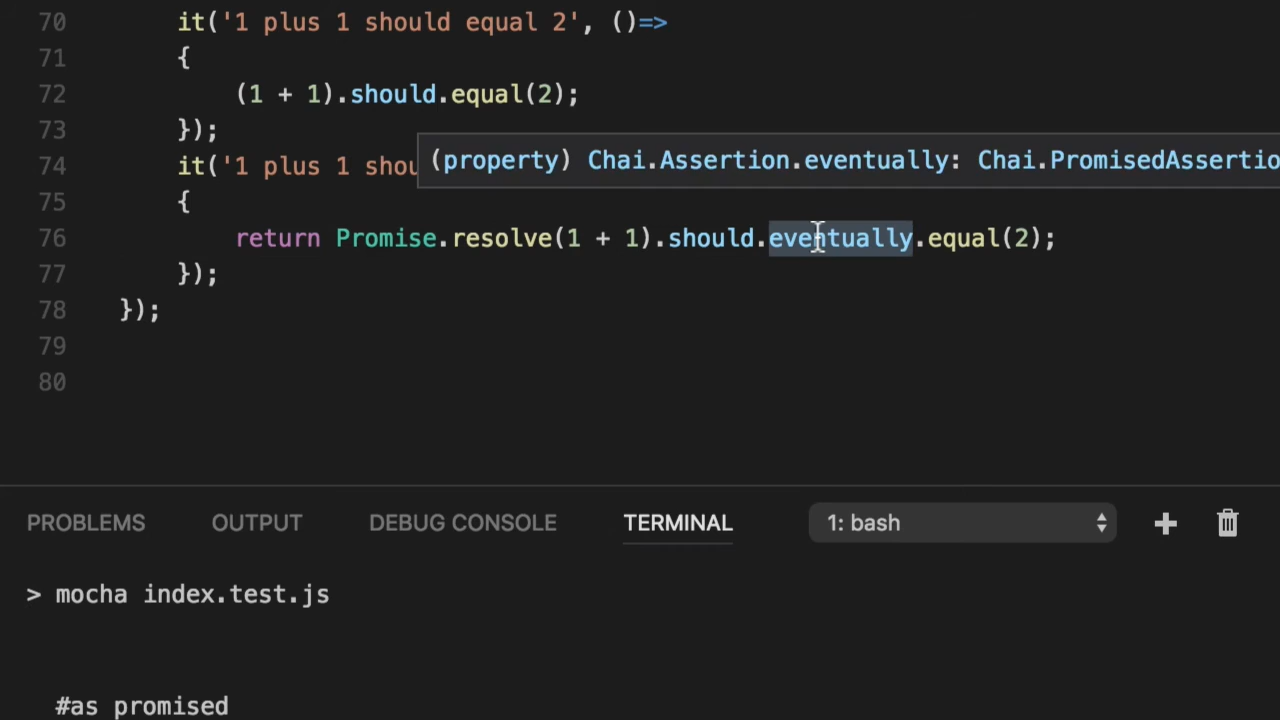 70 it('1 plus 1 should equal 2', ()=>
71 {
72 (1 + 1).should.equal(2);
73 });
(property) Chai.Assertion.eventually: Chai.PromisedAssertio
74 it('1 plus 1 shou
75 {
76 return Promise.resolve(1 + 1).should.eventually.equal(2);
77 });
78 });
79
80
PROBLEMS OUTPUT DEBUG CONSOLE TERMINAL 1: bash
> mocha index.test.js
#as promised